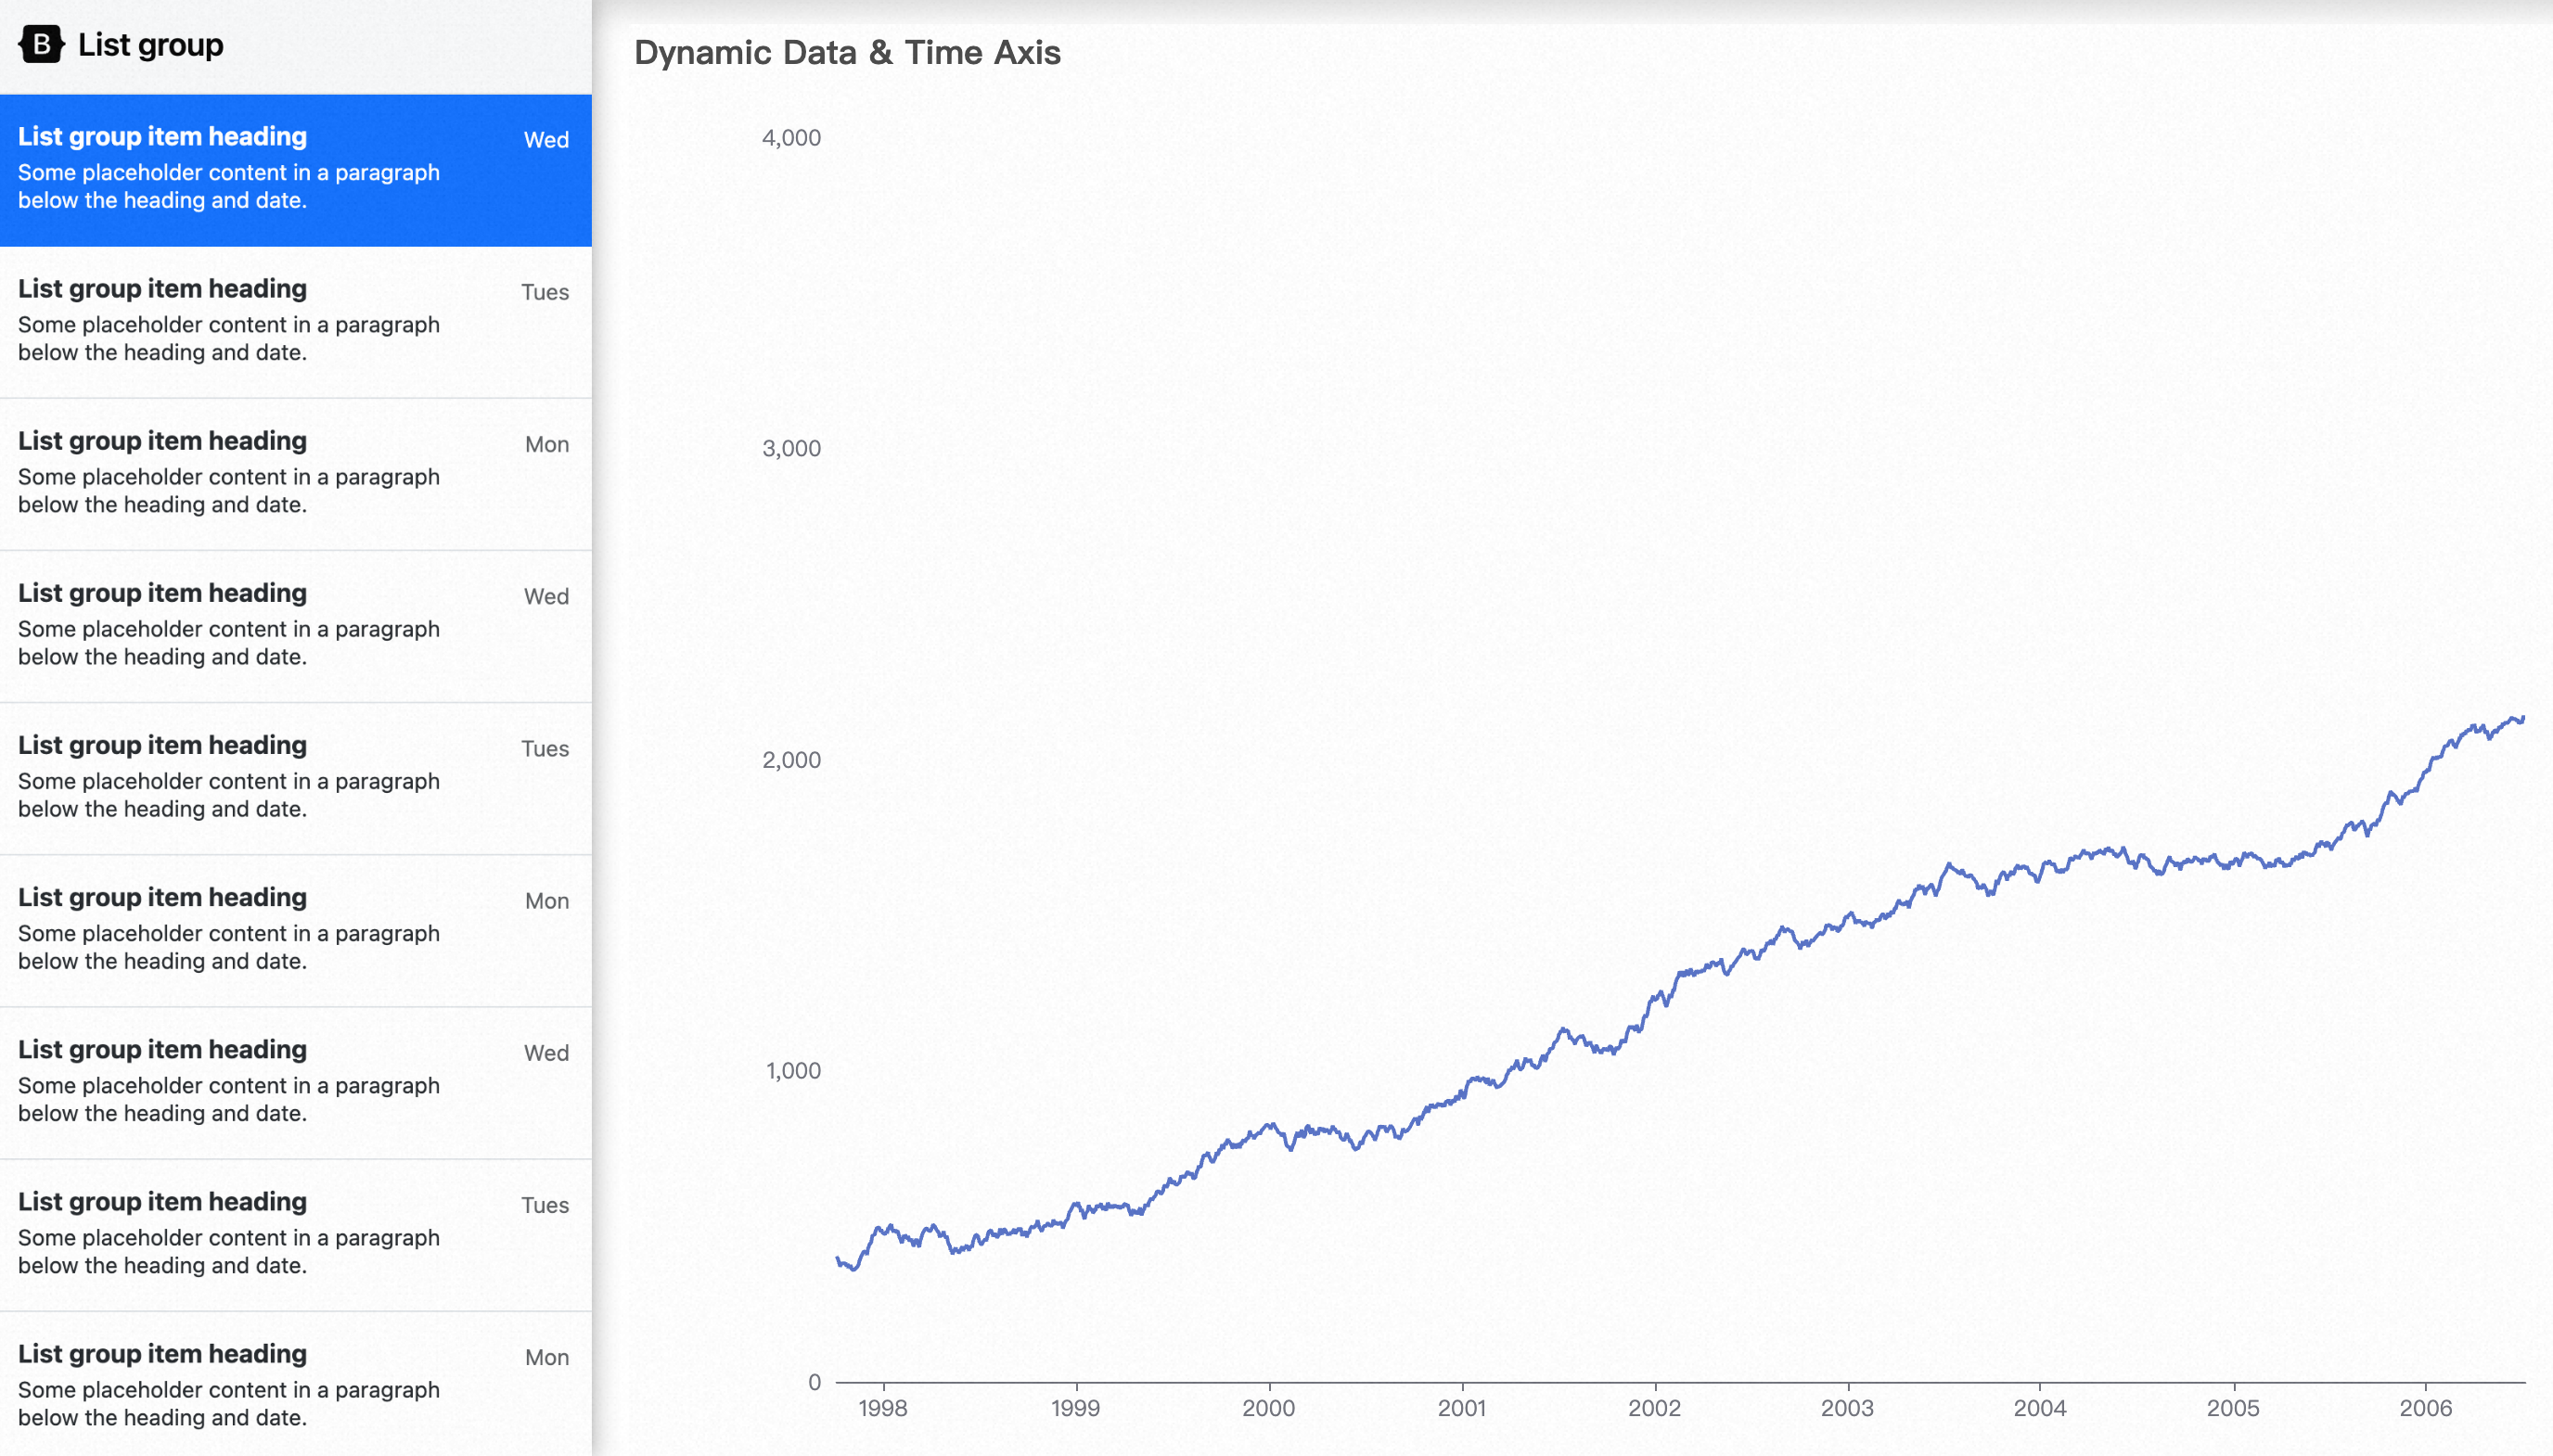 B List group
List group item heading Wed
Some placeholder content in a paragraph
below the heading and date.
List group item heading Tues
Some placeholder content in a paragraph
below the heading and date.
List group item heading Mon
Some placeholder content in a paragraph
below the heading and date.
List group item heading Wed
Some placeholder content in a paragraph
below the heading and date.
List group item heading Tues
Some placeholder content in a paragraph
below the heading and date.
List group item heading Mon
Some placeholder content in a paragraph
below the heading and date.
List group item heading Wed
Some placeholder content in a paragraph
below the heading and date.
List group item heading Tues
Some placeholder content in a paragraph
below the heading and date.
List group item heading Mon
Some placeholder content in a paragraph
below the heading and date.
Dynamic Data & Time Axis
4,000
3,000
2,000
1,000
0
1998 1999 2000 2001 2002 2003 2004 2005 2006